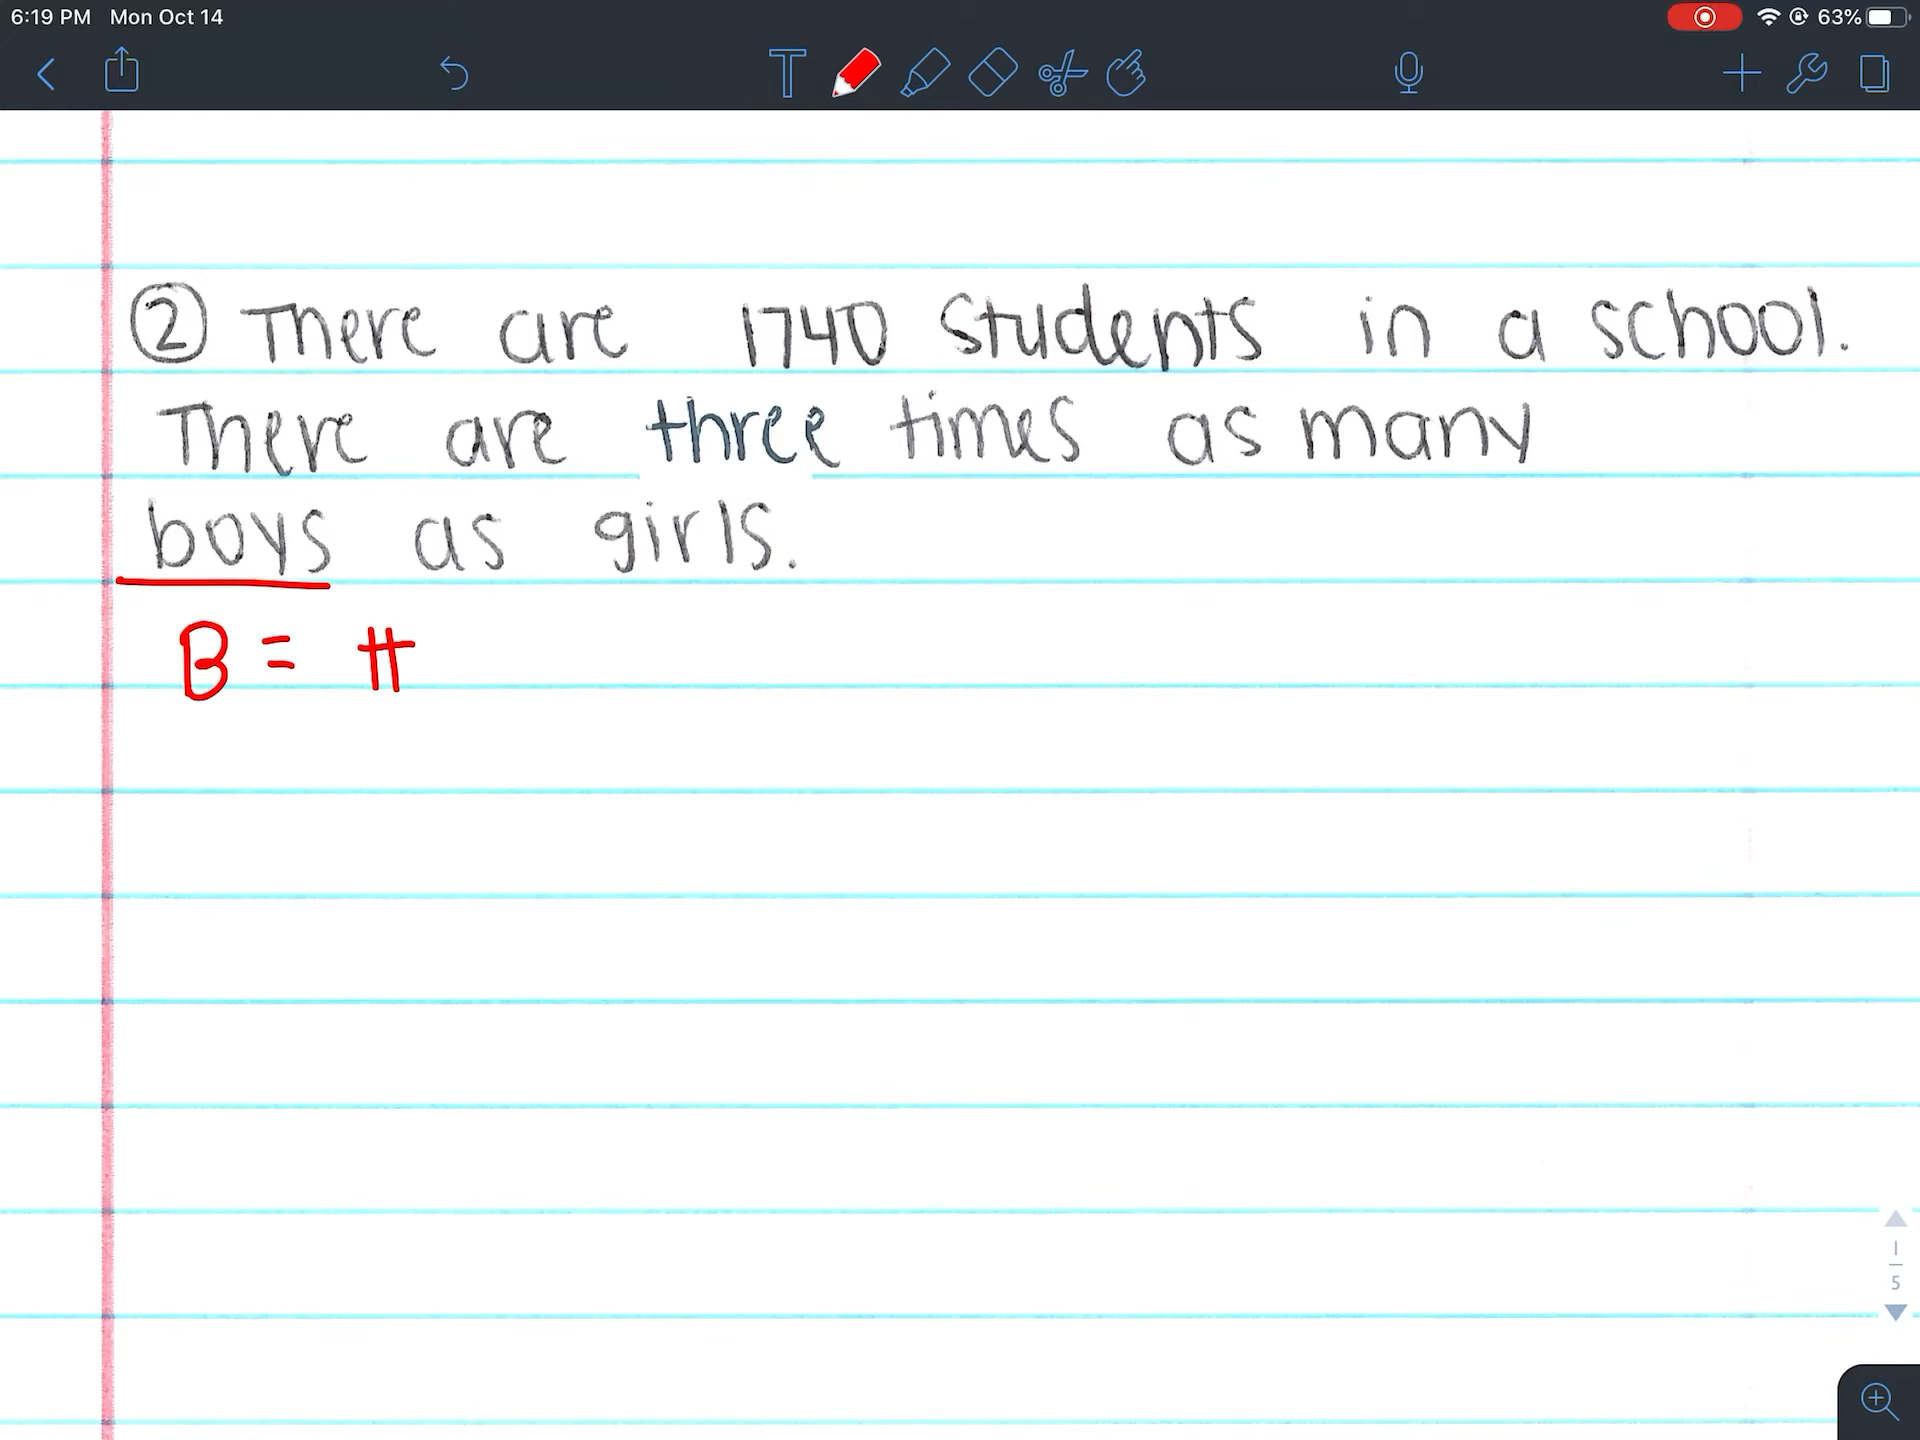 6:19 PM Mon Oct 14
63%
T
② There are 1740 students in a school.
There are three times as many
boys as girls.
B = #
1
5